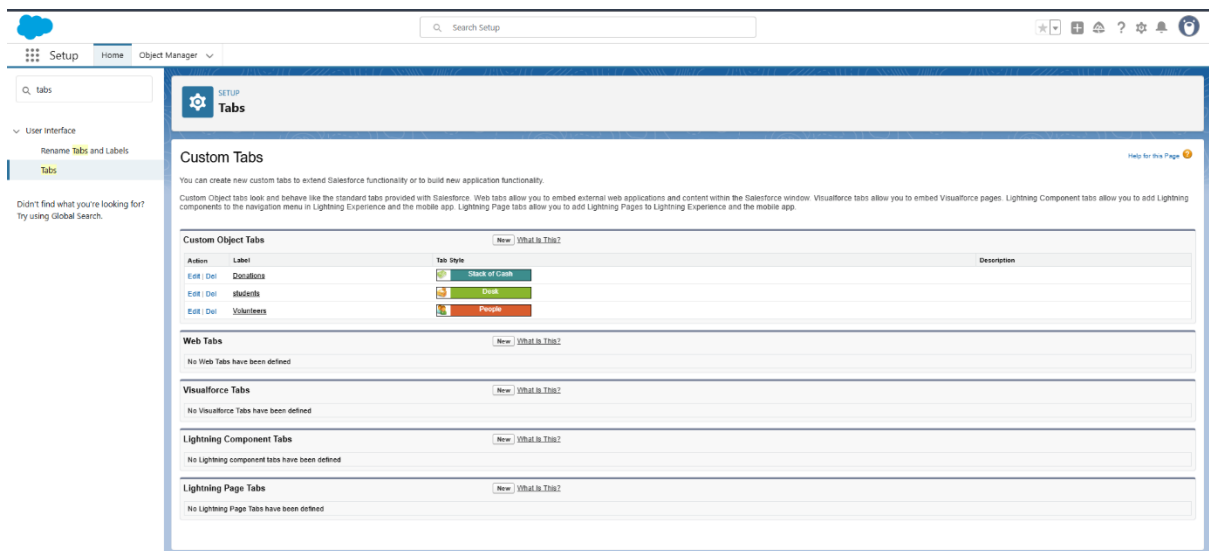 Search Setup
Setup Home Object Manager
tabs
User Interface
Rename Tabs and Labels
Tabs
Didn't find what you're looking for?
Try using Global Search.
SETUP
Tabs
Custom Tabs
Help for this Page
You can create new custom tabs to extend Salesforce functionality or to build new application functionality.
Custom Object tabs look and behave like the standard tabs provided with Salesforce. Web tabs allow you to embed external web applications and content within the Salesforce window. Visualforce tabs allow you to embed Visualforce pages. Lightning Component tabs allow you to add Lightning
components to the navigation menu in Lightning Experience and the mobile app. Lightning Page tabs allow you to add Lightning Pages to Lightning Experience and the mobile app.
Custom Object Tabs New What Is This?
Action Label Tab Style Description
Edit | Del Donations Stack of Cash
Edit | Del students Desk
Edit | Del Volunteers People
Web Tabs New What Is This?
No Web Tabs have been defined
Visualforce Tabs New What Is This?
No Visualforce Tabs have been defined
Lightning Component Tabs New What Is This?
No Lightning component tabs have been defined
Lightning Page Tabs New What Is This?
No Lightning Page Tabs have been defined